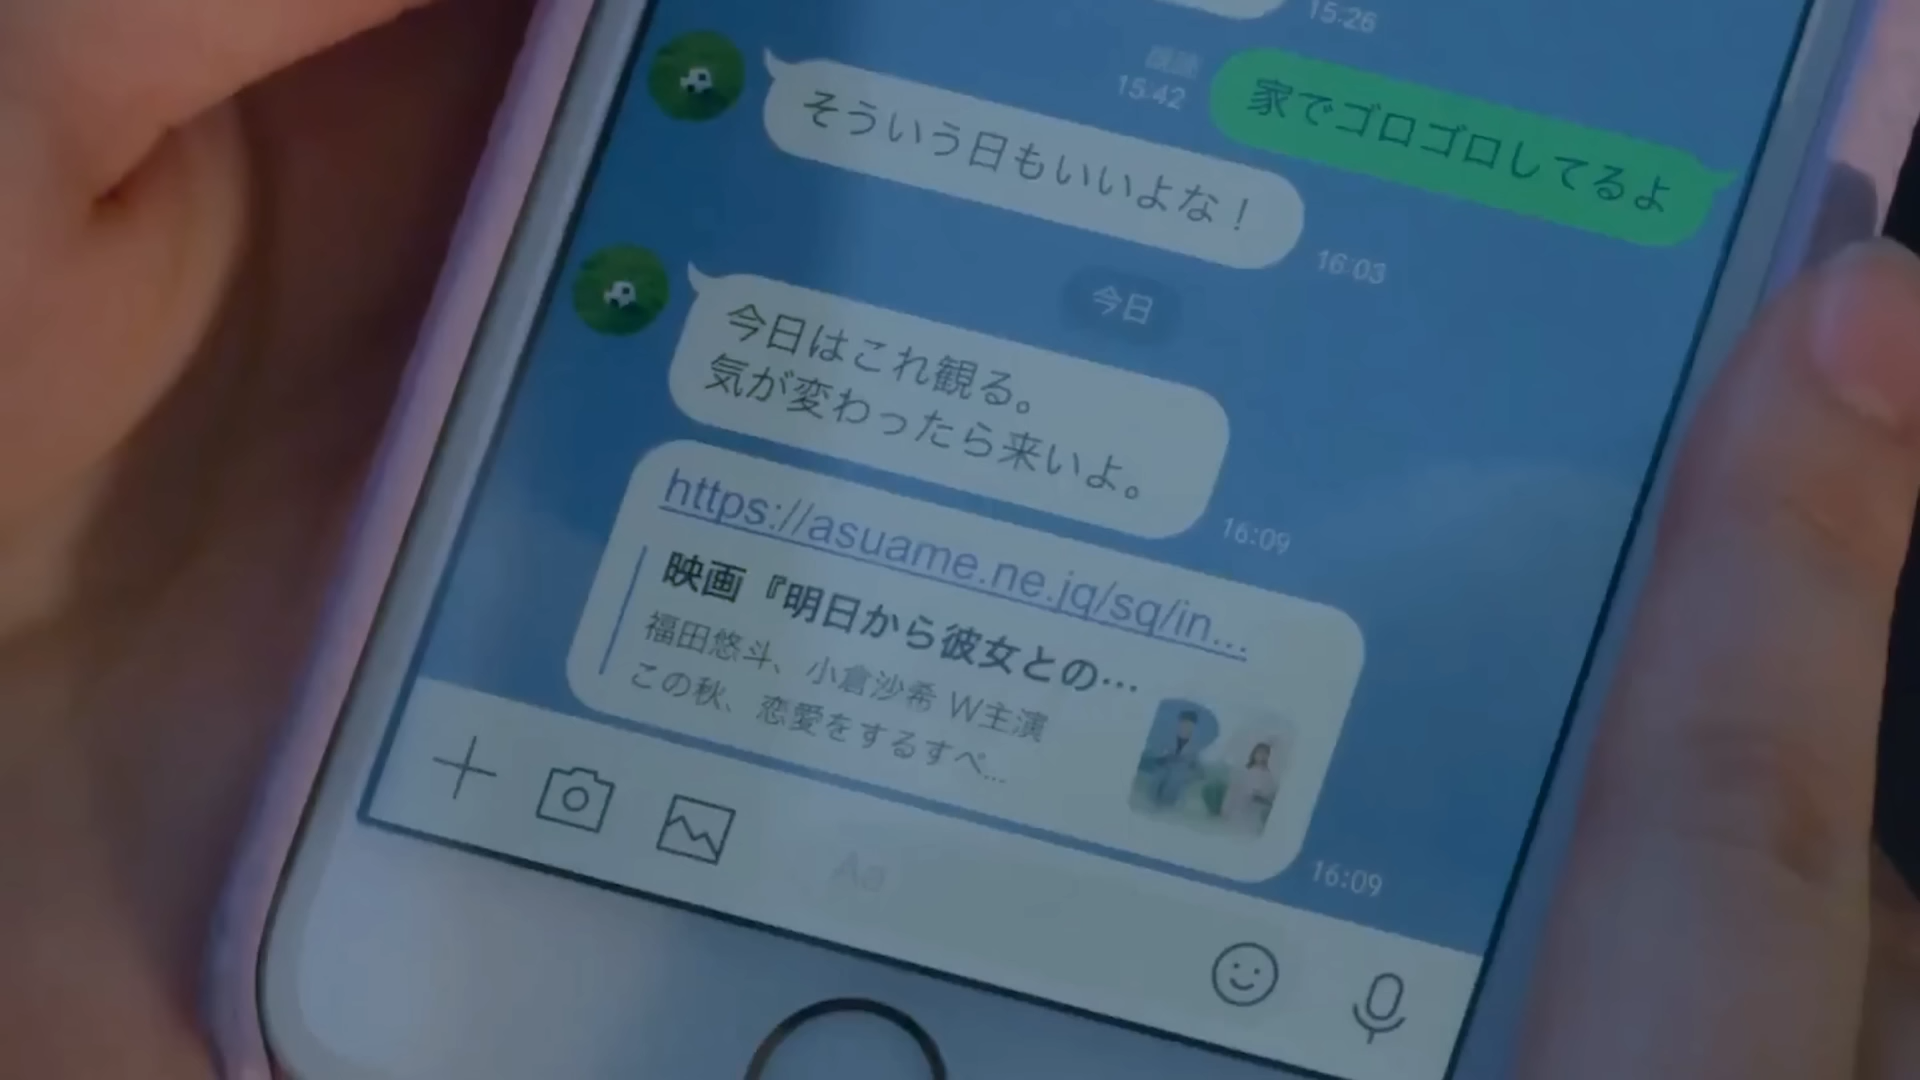 15:26
既読
15:42
家でゴロゴロしてるよ
そういう日もいいよな！
16:03
今日
今日はこれ観る。
気が変わったら来いよ。
16:09
https://asuame.ne.jq/sq/in...
映画『明日から彼女との…
福田悠斗、小倉沙希 W主演
この秋、恋愛をするすべ...
16:09
Aa